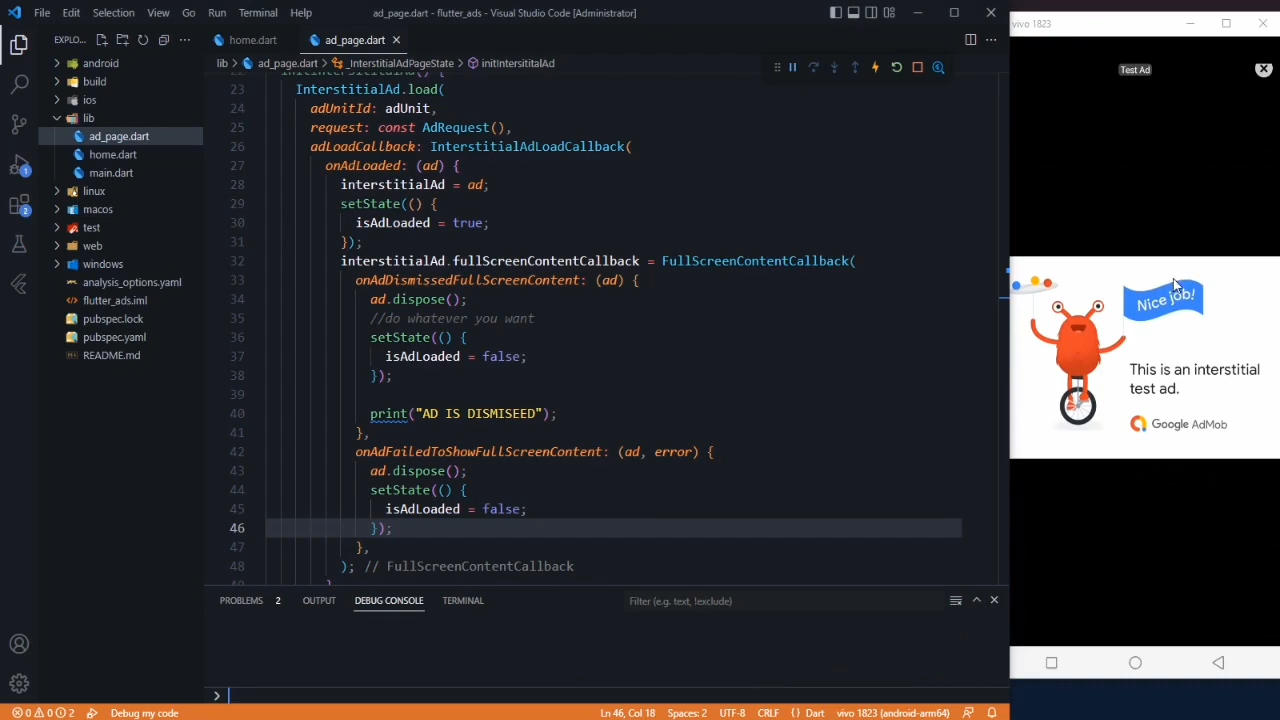 File Edit Selection View Go Run Terminal Help
ad_page.dart - flutter_ads - Visual Studio Code [Administrator]
vivo 1823
EXPLO...
home.dart
ad_page.dart
lib > ad_page.dart > _InterstitialAdPageState > initIntersititalAd
android
build
ios
lib
ad_page.dart
home.dart
main.dart
linux
macos
test
web
windows
analysis_options.yaml
flutter_ads.iml
pubspec.lock
pubspec.yaml
README.md
1
2
23 InterstitialAd.load(
24 adUnitId: adUnit,
25 request: const AdRequest(),
26 adLoadCallback: InterstitialAdLoadCallback(
27 onAdLoaded: (ad) {
28 interstitialAd = ad;
29 setState(() {
30 isAdLoaded = true;
31 });
32 interstitialAd.fullScreenContentCallback = FullScreenContentCallback(
33 onAdDismissedFullScreenContent: (ad) {
34 ad.dispose();
35 //do whatever you want
36 setState(() {
37 isAdLoaded = false;
38 });
39
40 print("AD IS DISMISEED");
41 },
42 onAdFailedToShowFullScreenContent: (ad, error) {
43 ad.dispose();
44 setState(() {
45 isAdLoaded = false;
46 });
47 },
48 ); // FullScreenContentCallback
PROBLEMS 2 OUTPUT DEBUG CONSOLE TERMINAL
Filter (e.g. text, !exclude)
>
0 0 2 Debug my code
Ln 46, Col 18 Spaces: 2 UTF-8 CRLF {} Dart vivo 1823 (android-arm64)
Test Ad
Nice job!
This is an interstitial
test ad.
Google AdMob